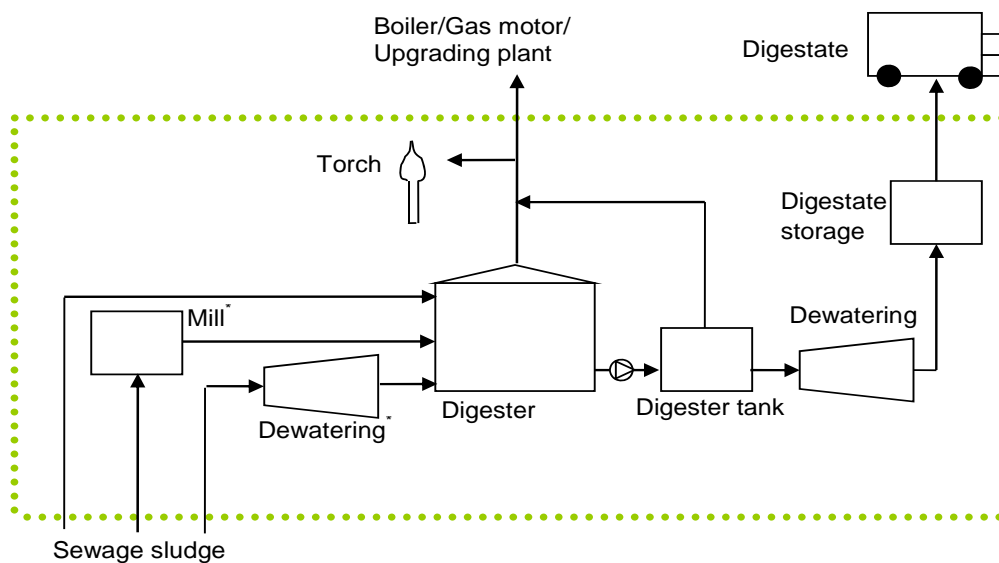 Boiler/Gas motor/
Upgrading plant
Digestate
Torch
Digestate
storage
Mill*
Dewatering
Dewatering*
Digester
Digester tank
Sewage sludge